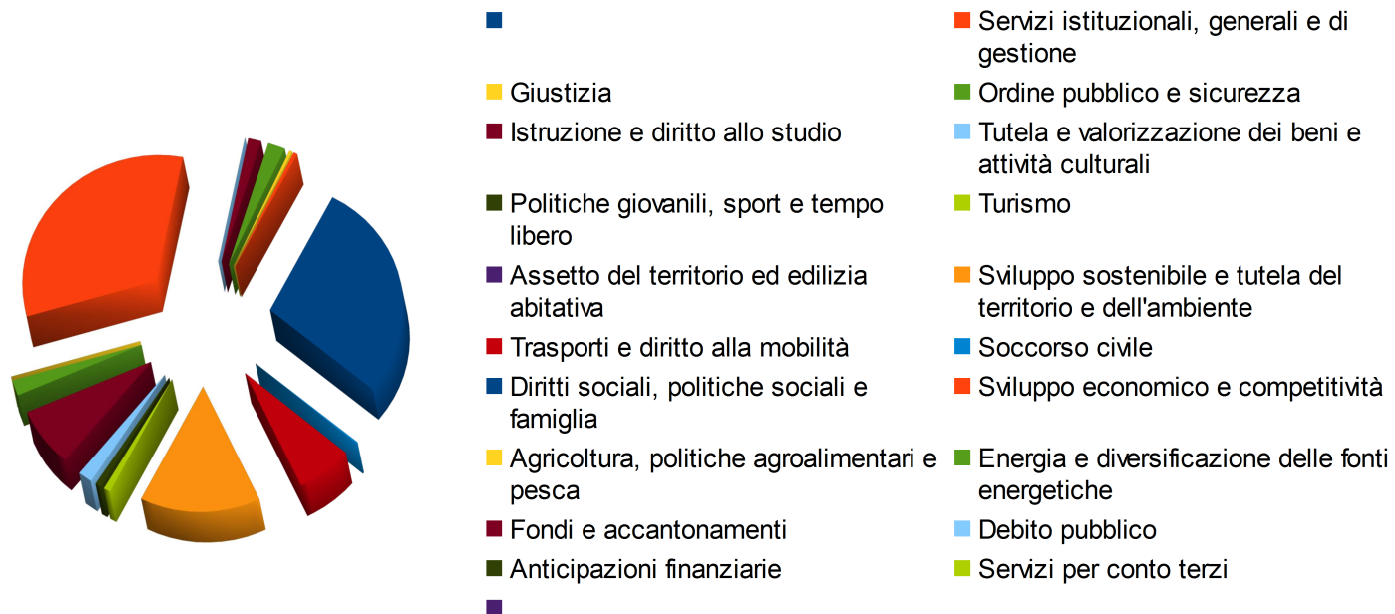 Servizi istituzionali, generali e di
gestione
Giustizia
Ordine pubblico e sicurezza
Istruzione e diritto allo studio
Tutela e valorizzazione dei beni e
attività culturali
Politiche giovanili, sport e tempo
libero
Turismo
Assetto del territorio ed edilizia
abitativa
Sviluppo sostenibile e tutela del
territorio e dell'ambiente
Trasporti e diritto alla mobilità
Soccorso civile
Diritti sociali, politiche sociali e
famiglia
Sviluppo economico e competitività
Agricoltura, politiche agroalimentari e
pesca
Energia e diversificazione delle fonti
energetiche
Fondi e accantonamenti
Debito pubblico
Anticipazioni finanziarie
Servizi per conto terzi